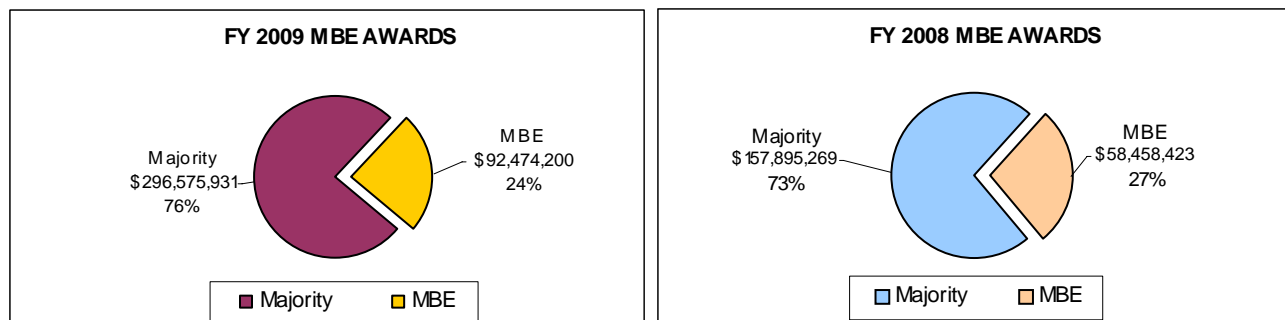 FY 2009 MBE AWARDS
Majority
$296,575,931
76%
MBE
$92,474,200
24%
Majority MBE
FY 2008 MBE AWARDS
Majority
$157,895,269
73%
MBE
$58,458,423
27%
Majority MBE